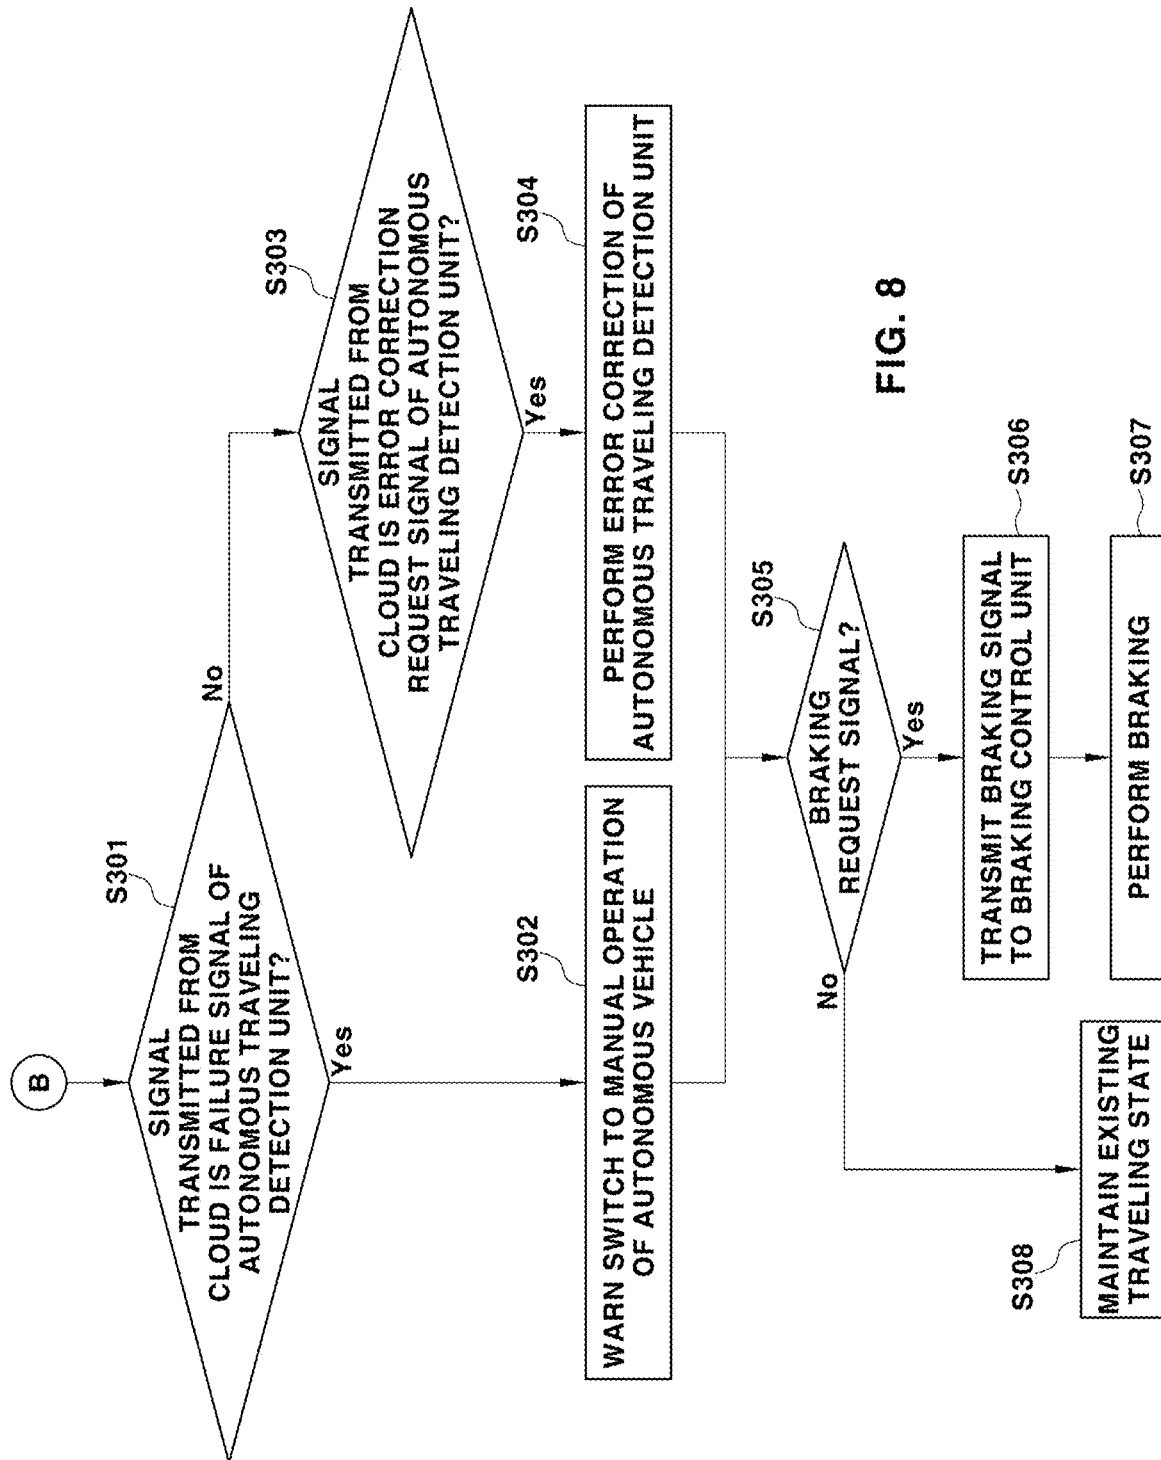 B
S301
SIGNAL
TRANSMITTED FROM
CLOUD IS FAILURE SIGNAL OF
AUTONOMOUS TRAVELING
DETECTION UNIT?
No
Yes
S303
SIGNAL
TRANSMITTED FROM
CLOUD IS ERROR CORRECTION
REQUEST SIGNAL OF AUTONOMOUS
TRAVELING DETECTION UNIT?
Yes
S302
WARN SWITCH TO MANUAL OPERATION
OF AUTONOMOUS VEHICLE
S304
PERFORM ERROR CORRECTION OF
AUTONOMOUS TRAVELING DETECTION UNIT
S305
BRAKING
REQUEST SIGNAL?
No
Yes
S306
TRANSMIT BRAKING SIGNAL
TO BRAKING CONTROL UNIT
S308
MAINTAIN EXISTING
TRAVELING STATE
S307
PERFORM BRAKING
FIG. 8